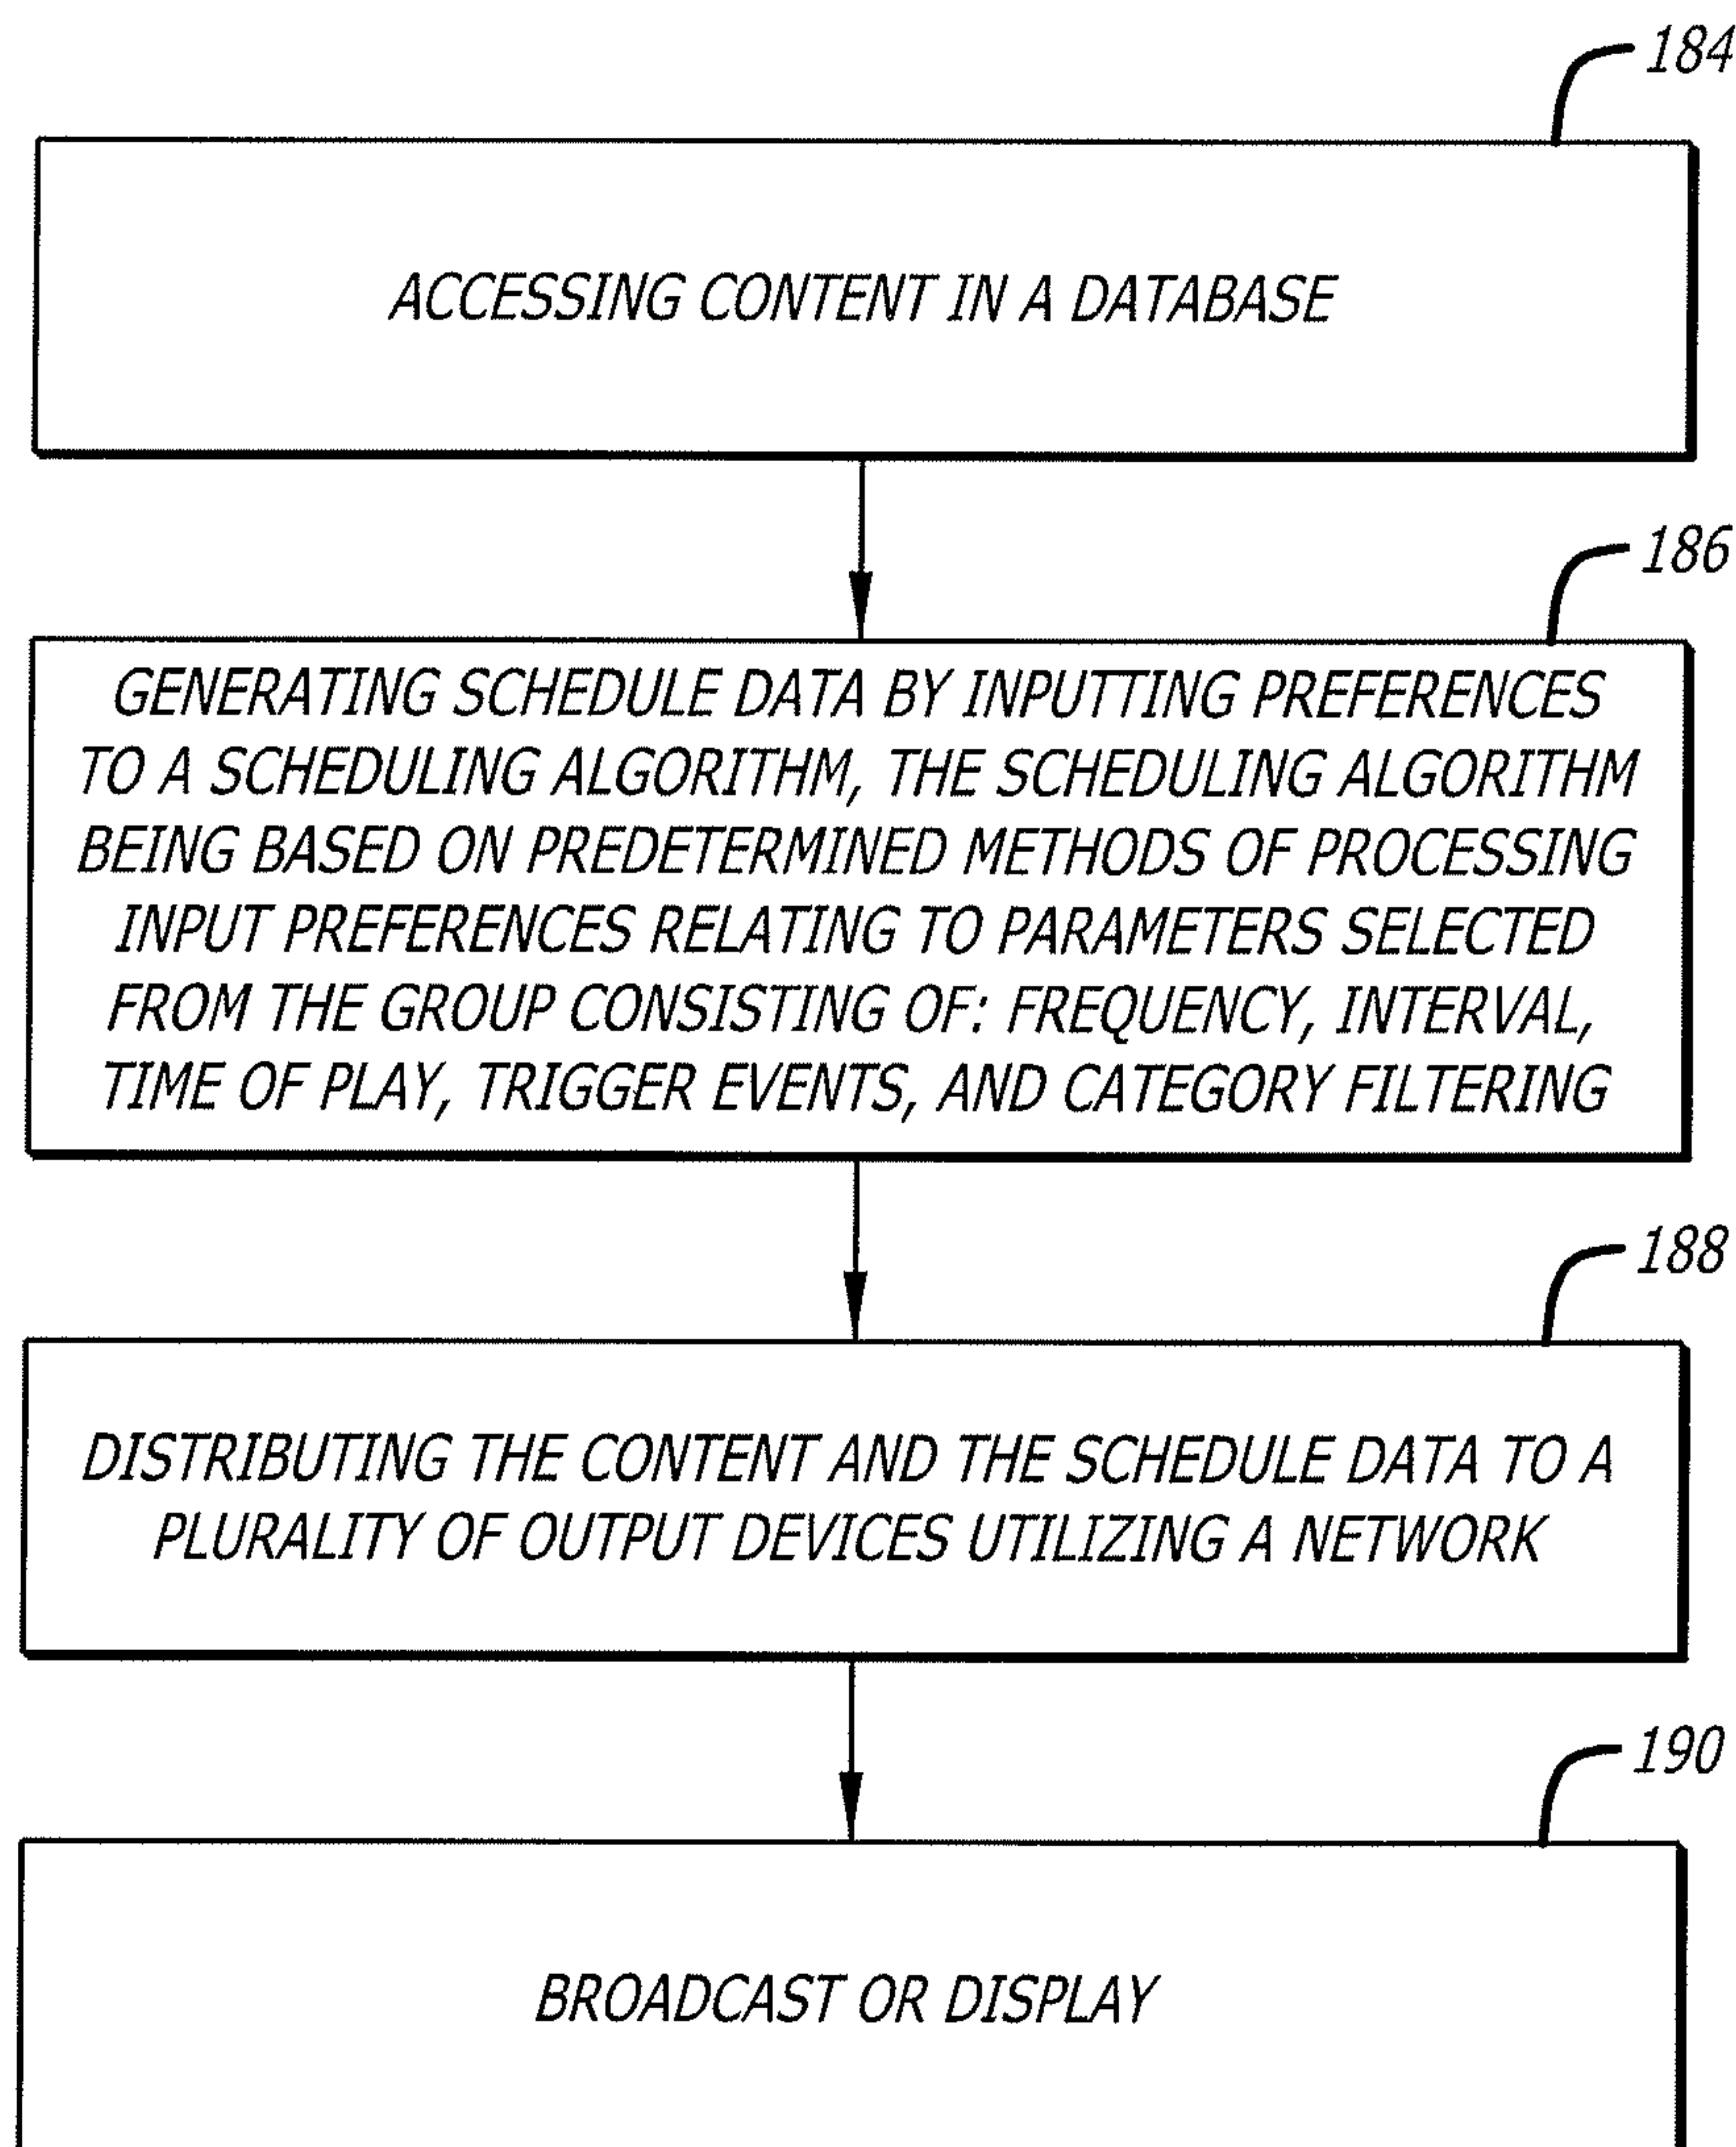 184
ACCESSING CONTENT IN A DATABASE
186
GENERATING SCHEDULE DATA BY INPUTTING PREFERENCES
TO A SCHEDULING ALGORITHM, THE SCHEDULING ALGORITHM
BEING BASED ON PREDETERMINED METHODS OF PROCESSING
INPUT PREFERENCES RELATING TO PARAMETERS SELECTED
FROM THE GROUP CONSISTING OF: FREQUENCY, INTERVAL,
TIME OF PLAY, TRIGGER EVENTS, AND CATEGORY FILTERING
188
DISTRIBUTING THE CONTENT AND THE SCHEDULE DATA TO A
PLURALITY OF OUTPUT DEVICES UTILIZING A NETWORK
190
BROADCAST OR DISPLAY